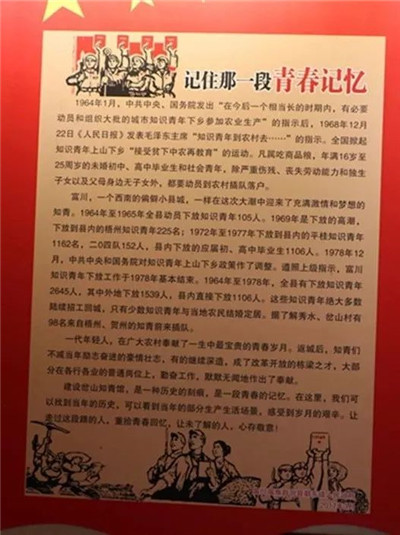 记住那一段青春记忆
1964年1月,中共中央、国务院发出“在今后一个相当长的时期内,有必要
动员和组织大批的城市知识青年下乡参加农业生产”的指示后,1968年12月
22日《人民日报》发表毛泽东主席“知识青年到农村去……”的指示。全国掀起
知识青年上山下乡“接受贫下中农再教育”的运动。凡属吃商品粮,年满16岁至
25周岁的未婚初中、高中毕业生和社会青年,除严重伤残、丧失劳动能力和独生
子女以及父母身边无子女外,都要动员到农村插队落户。
富川,一个西南的偏僻小县城,一样在这次大潮中迎来了充满激情与梦想的
知青。1964年至1965年全县动员下放知识青年105人。1969年是下放的高潮,
下放到县内的梧州知识青年225名;1972年至1977年下放到县内的平桂知识青年
1162名,二0四队152人,县内下放的应届初、高中毕业生1106人。1978年12
月,中共中央和国务院对知识青年上山下乡政策作了调整。遵照上级指示,富川
知识青年下放工作于1978年基本结束。1964年至1978年,全县有下放知识青年
2645人,其中外地下放1539人,县内直接下放1106人。这些知识青年绝大多数
陆续招工回城,只有少数知识青年与当地农民结婚定居。据了解秀水、岔山村有
98名来自梧州、贺州的知青前来插队。
一代年轻人,在广大农村奉献了一生中最宝贵的青春岁月。返城后,知青们
不减当年励志奋进的豪情壮志,有的继续深造,成了改革开放的栋梁之才,大部
分在各行各业的普通岗位上,勤奋工作,默默无闻地作出了奉献。
建设岔山知青馆,是一种历史的刻痕,是一段青春的记忆。在这里,我们可
以找到当年的历史,可以看到当年的部分生产生活场景,感受到岁月的艰辛。让
走过这段路的人,重拾青春回忆,让未了解的人,心存敬意!